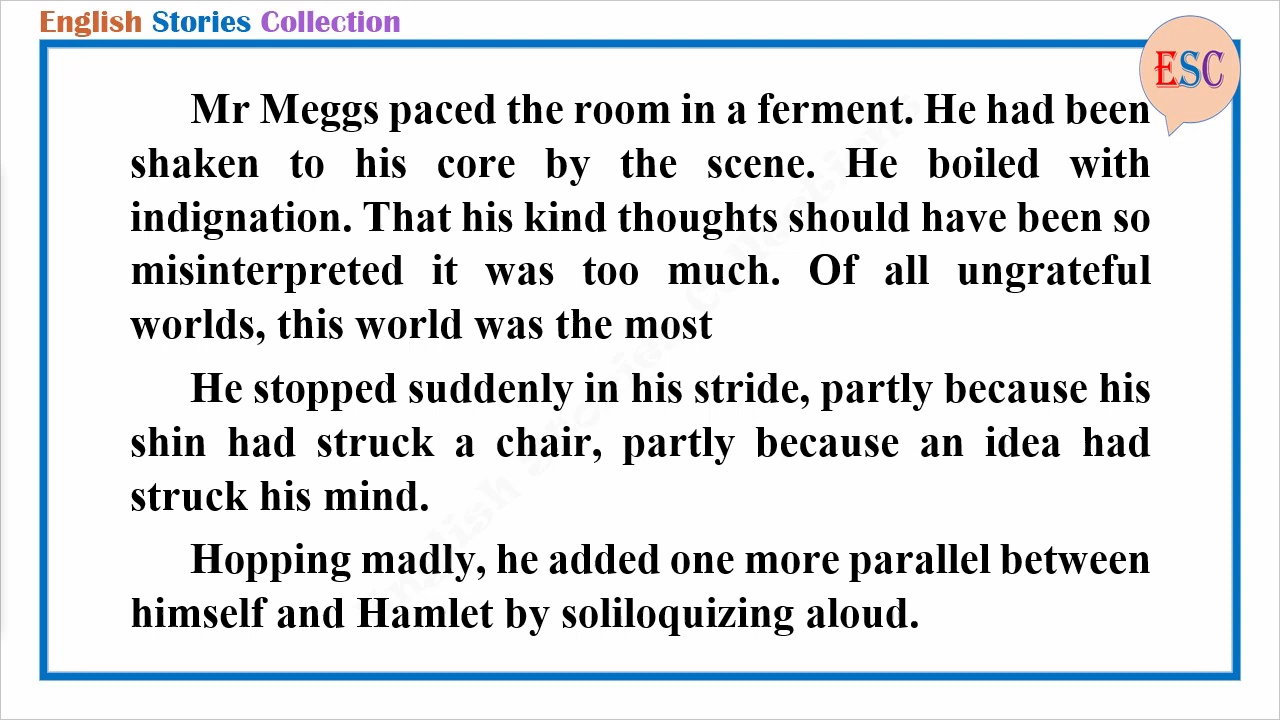 English Stories Collection
ESC
Mr Meggs paced the room in a ferment. He had been
shaken to his core by the scene. He boiled with
indignation. That his kind thoughts should have been so
misinterpreted it was too much. Of all ungrateful
worlds, this world was the most
He stopped suddenly in his stride, partly because his
shin had struck a chair, partly because an idea had
struck his mind.
Hopping madly, he added one more parallel between
himself and Hamlet by soliloquizing aloud.